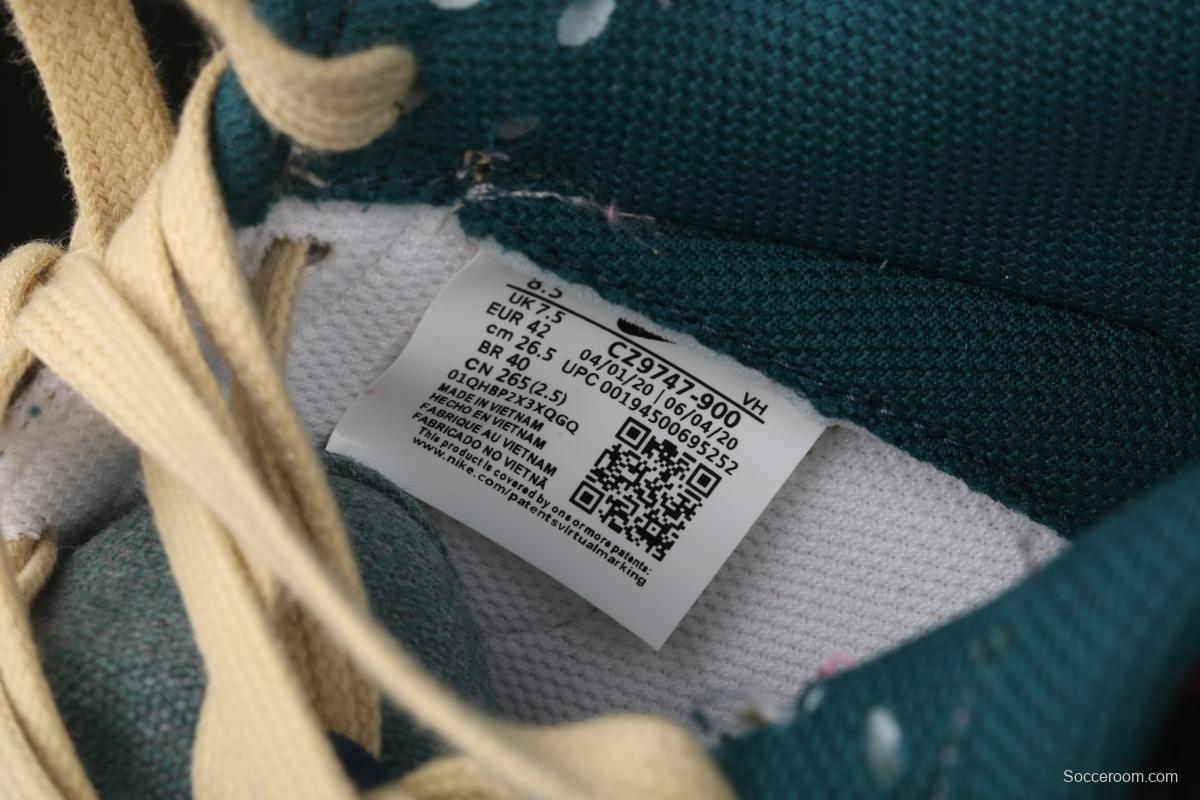 8.5
UK 7.5
EUR 42
cm 26.5
BR 40
CN 265(2.5)
01QHBP2X3XQGQ
MADE IN VIETNAM
HECHO EN VIETNAM
FABRIQUE AU VIETNAM
FABRICADO NO VIETNÃ
This product is covered by one or more patents:
www.nike.com/patentsvirtualmarking
VH
CZ9747-900
04/01/20 | 06/04/20
UPC 00194500695252
Socceroom.com